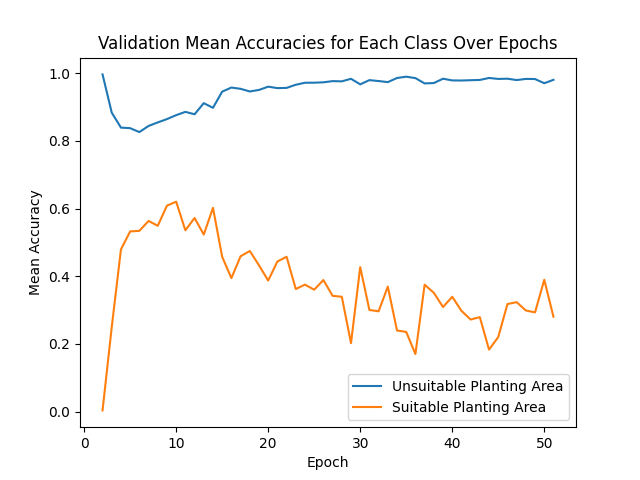 Validation Mean Accuracies for Each Class Over Epochs
Mean Accuracy
1.0
0.8
0.6
0.4
0.2
0.0
Unsuitable Planting Area
Suitable Planting Area
0 10 20 30 40 50
Epoch